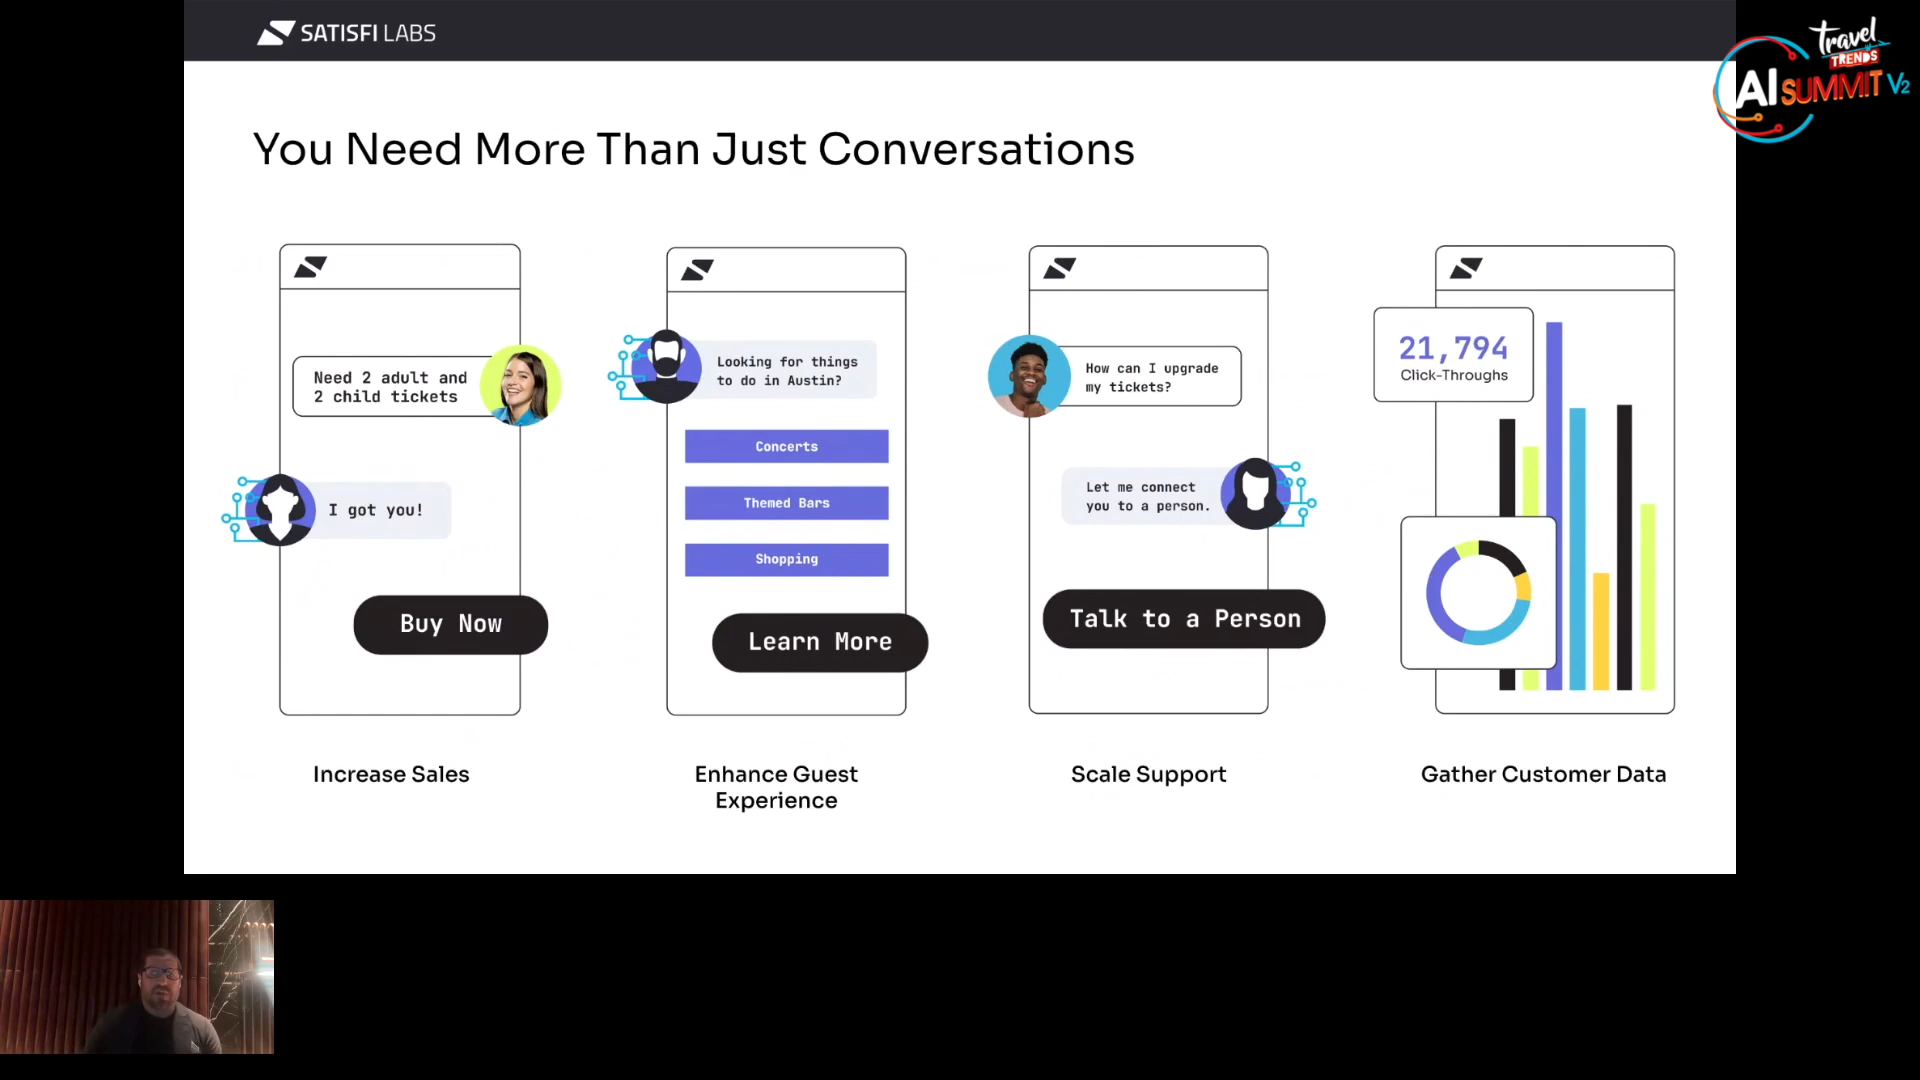 SATISFI LABS
travel
TRENDS
AI SUMMIT V2
You Need More Than Just Conversations
Need 2 adult and
2 child tickets
I got you!
Buy Now
Increase Sales
Looking for things
to do in Austin?
Concerts
Themed Bars
Shopping
Learn More
Enhance Guest
Experience
How can I upgrade
my tickets?
Let me connect
you to a person.
Talk to a Person
Scale Support
21,794
Click-Throughs
Gather Customer Data